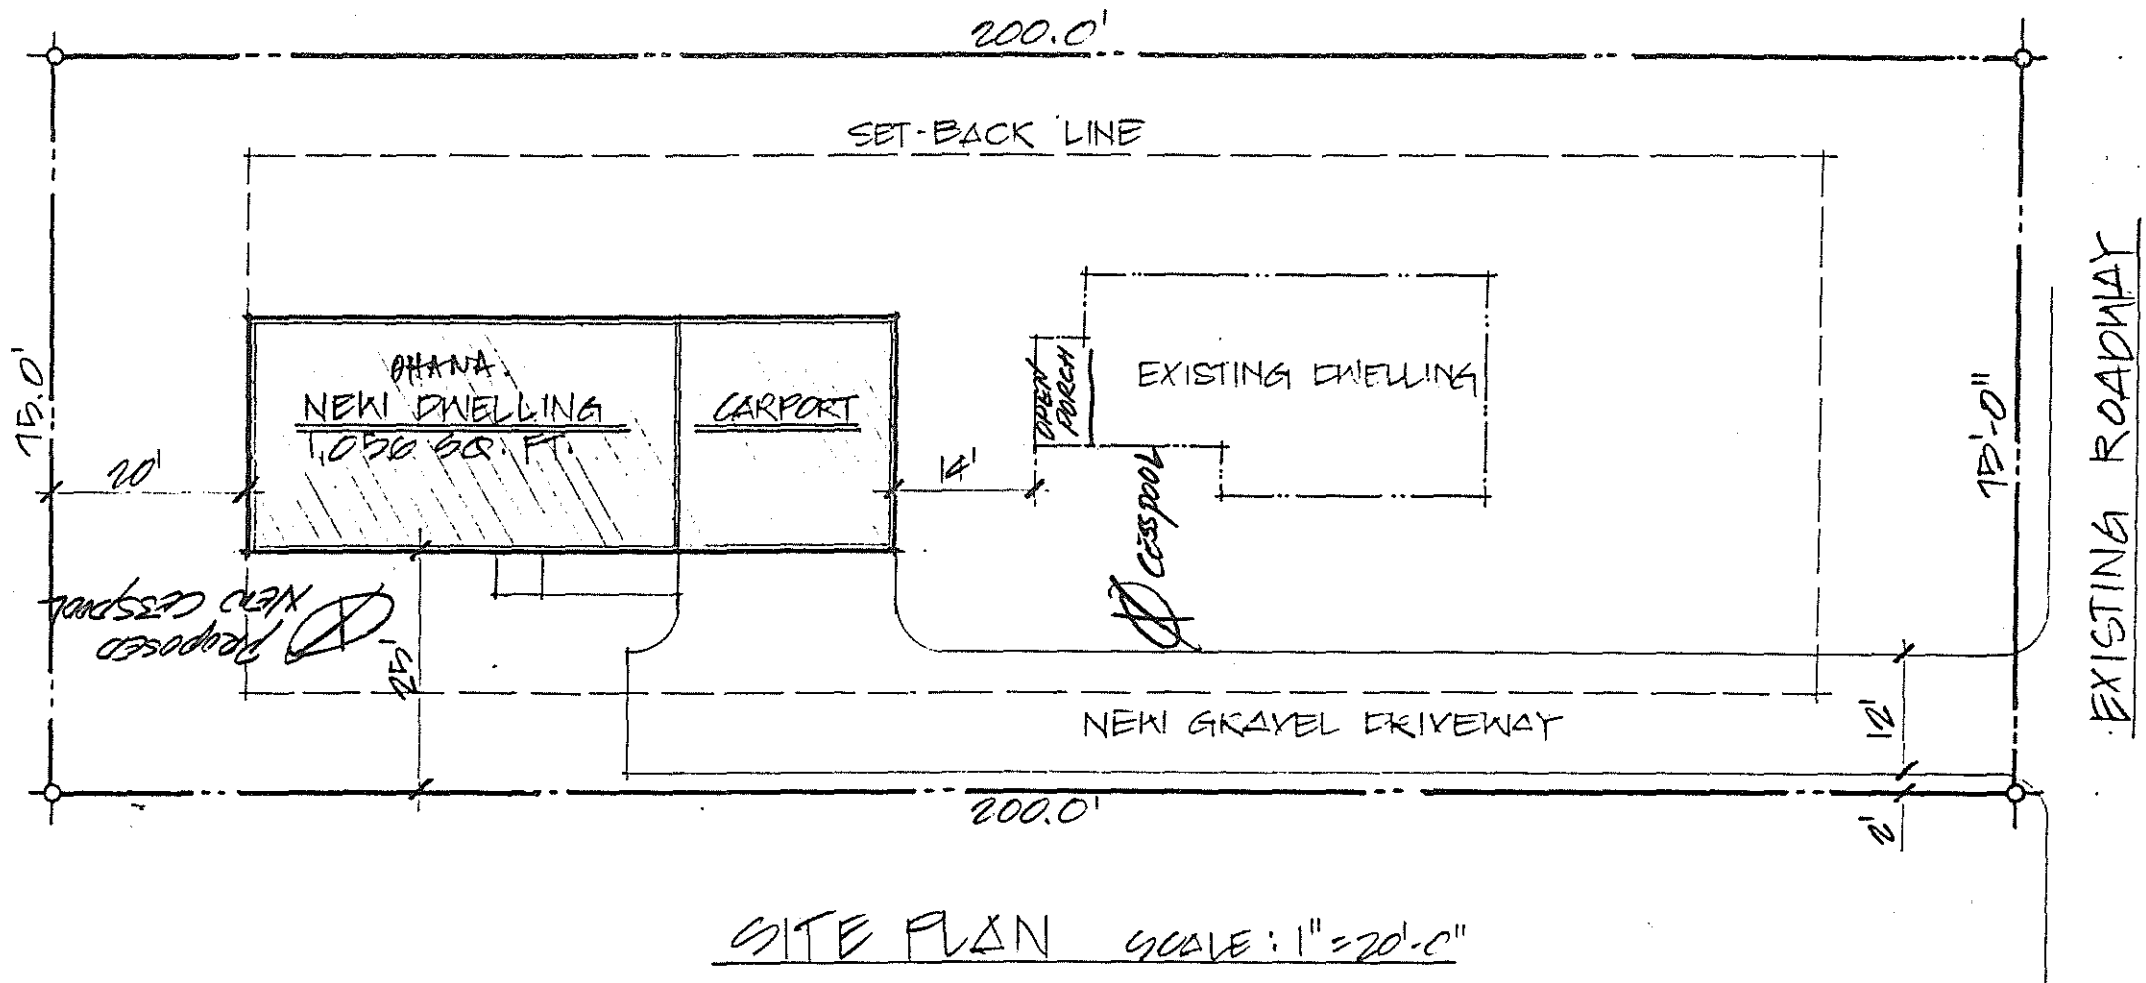 200.0'
SET-BACK LINE
75.0'
20'
OHANA.
NEW DWELLING
1,056 SQ. FT.
CARPORT
14'
OPEN
PORCH
EXISTING DWELLING
CESSPOOL
75'-0"
EXISTING ROADWAY
PROPOSED
NEW CESSPOOL
25'
NEW GRAVEL DRIVEWAY
12'
2'
200.0'
SITE PLAN SCALE: 1"=20'-0"